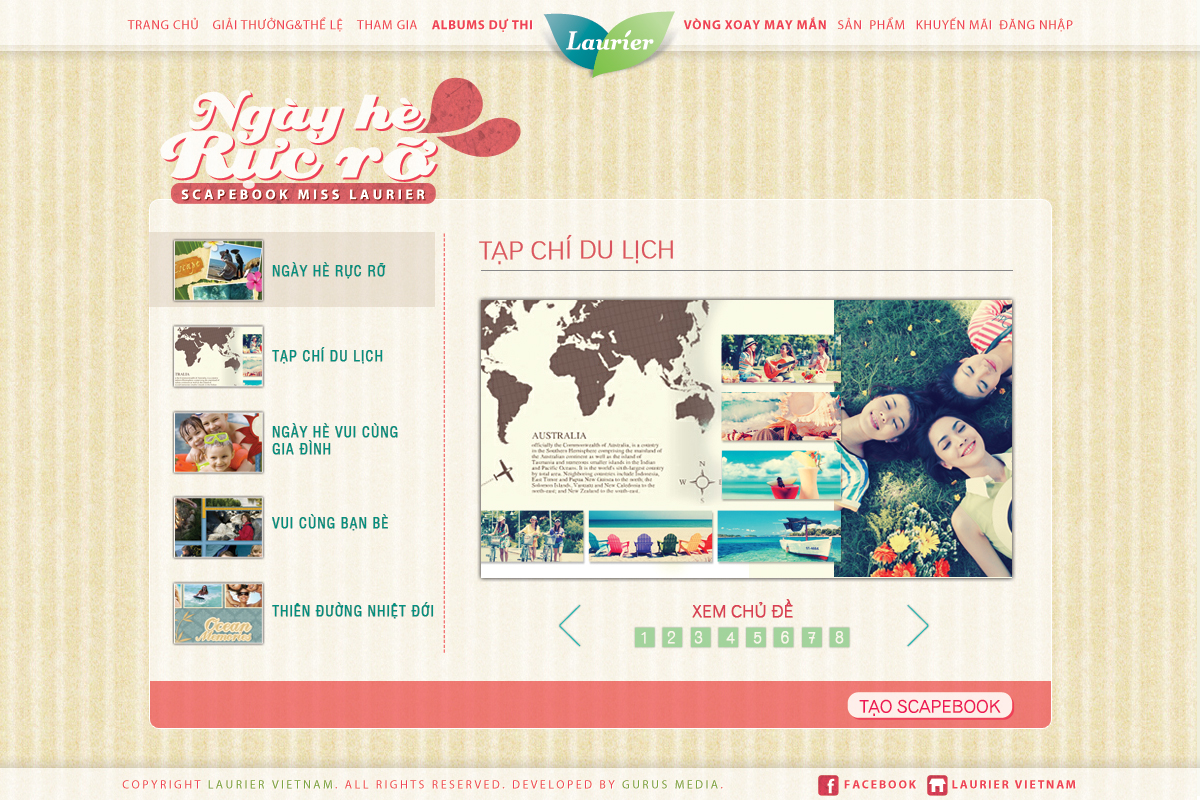 TRANG CHỦ GIẢI THƯỞNG&THỂ LỆ THAM GIA ALBUMS DỰ THI Laurier VÒNG XOAY MAY MẮN SẢN PHẨM KHUYẾN MÃI ĐĂNG NHẬP
Ngày hè
Rực rỡ
SCAPEBOOK MISS LAURIER
NGÀY HÈ RỰC RỠ
TẠP CHÍ DU LỊCH
NGÀY HÈ VUI CÙNG
GIA ĐÌNH
VUI CÙNG BẠN BÈ
Ocean
Memories
THIÊN ĐƯỜNG NHIỆT ĐỚI
TẠP CHÍ DU LỊCH
AUSTRALIA
officially the Commonwealth of Australia, is a country
in the Southern Hemisphere comprising the mainland of
the Australian continent as well as the island of
Tasmania and numerous smaller islands in the Indian
and Pacific Oceans. It is the world's sixth-largest country
by total area. Neighboring countries include Indonesia,
East Timor and Papua New Guinea to the north, the
Solomon Islands, Vanuatu and New Caledonia to the
north-east, and New Zealand to the south-east.
N
W
S
XEM CHỦ ĐỀ
1 2 3 4 5 6 7 8
TẠO SCAPEBOOK
COPYRIGHT LAURIER VIETNAM. ALL RIGHTS RESERVED. DEVELOPED BY GURUS MEDIA.
f FACEBOOK LAURIER VIETNAM